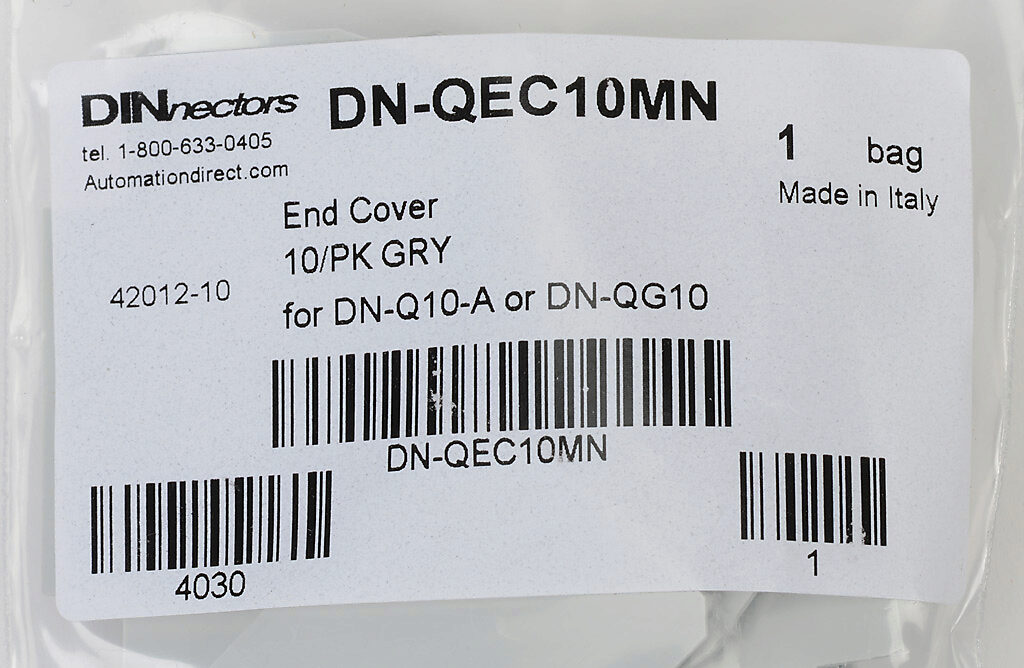 DINnectors
DN-QEC10MN
tel. 1-800-633-0405
Automationdirect.com
1 bag
Made in Italy
End Cover
10/PK GRY
42012-10
for DN-Q10-A or DN-QG10
DN-QEC10MN
4030
1